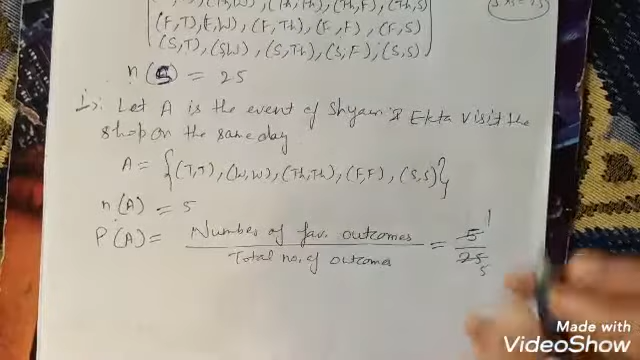 (F,T), (F,W), (F,Th), (F,F), (F,S)
(S,T), (S,W), (S,Th), (S,F), (S,S)
n(S) = 25
i): Let A is the event of Shyam & Ekta visit the
shop on the same day
A = {(T,T), (W,W), (Th,Th), (F,F), (S,S)}
n(A) = 5
P(A) = Number of fav. outcomes / Total no. of outcomes = 5/25 1 5
Made with
VideoShow